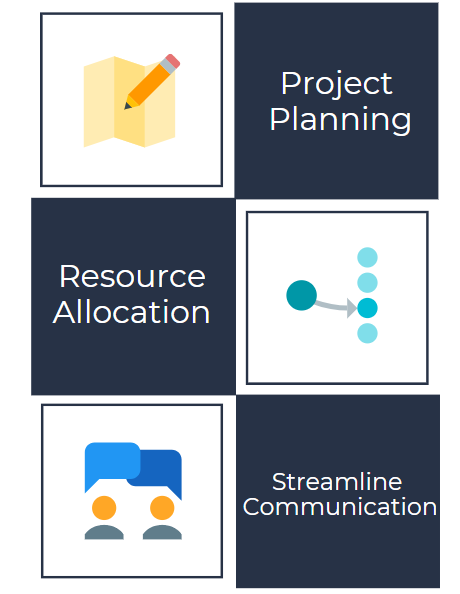 Project
Planning
Resource
Allocation
Streamline
Communication